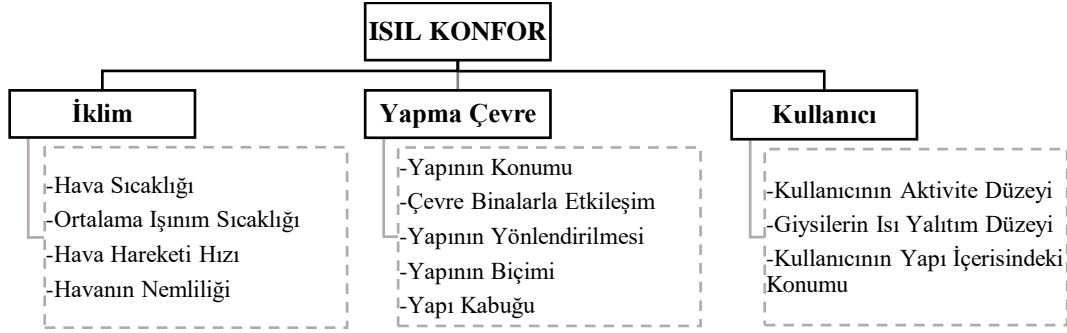 ISIL KONFOR
İklim
-Hava Sıcaklığı
-Ortalama Işınım Sıcaklığı
-Hava Hareketi Hızı
-Havanın Nemliliği
Yapma Çevre
-Yapının Konumu
-Çevre Binalarla Etkileşim
-Yapının Yönlendirilmesi
-Yapının Biçimi
-Yapı Kabuğu
Kullanıcı
-Kullanıcının Aktivite Düzeyi
-Giysilerin Isı Yalıtım Düzeyi
-Kullanıcının Yapı İçerisindeki
Konumu